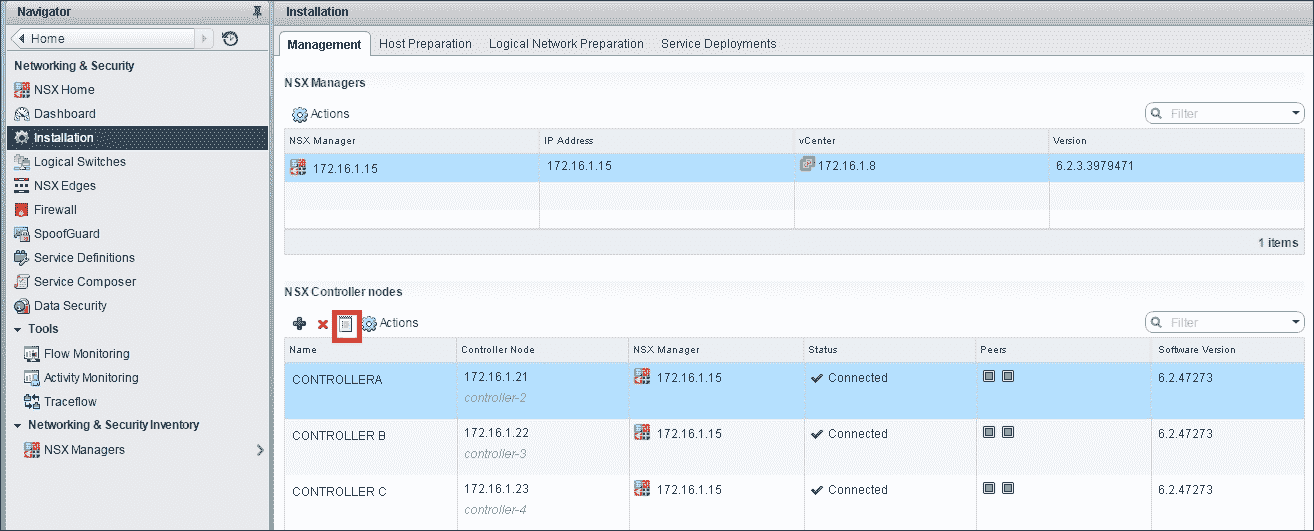 Navigator
Home
Networking & Security
NSX Home
Dashboard
Installation
Logical Switches
NSX Edges
Firewall
SpoofGuard
Service Definitions
Service Composer
Data Security
Tools
Flow Monitoring
Activity Monitoring
Traceflow
Networking & Security Inventory
NSX Managers
Installation
Management Host Preparation Logical Network Preparation Service Deployments
NSX Managers
Actions Filter
NSX Manager IP Address vCenter Version
172.16.1.15 172.16.1.15 172.16.1.8 6.2.3.3979471
1 items
NSX Controller nodes
Actions Filter
Name Controller Node NSX Manager Status Peers Software Version
CONTROLLERA 172.16.1.21 172.16.1.15 Connected 6.2.47273
controller-2
CONTROLLER B 172.16.1.22 172.16.1.15 Connected 6.2.47273
controller-3
CONTROLLER C 172.16.1.23 172.16.1.15 Connected 6.2.47273
controller-4